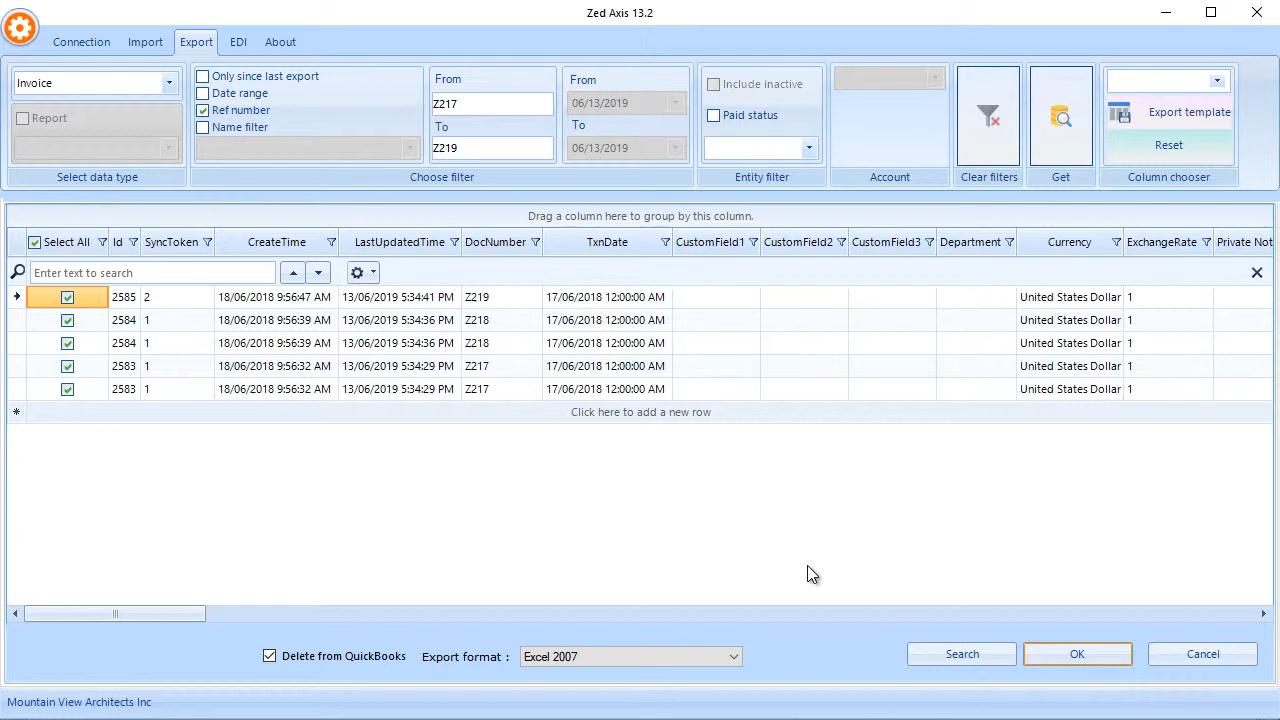 Zed Axis 13.2
Connection Import Export EDI About
Invoice
Report
Select data type
Only since last export
Date range
Ref number
Name filter
From
Z217
To
Z219
From
06/13/2019
To
06/13/2019
Choose filter
Include inactive
Paid status
Entity filter
Account
Clear filters
Get
Export template
Reset
Column chooser
Drag a column here to group by this column.
Select All Id SyncToken CreateTime LastUpdatedTime DocNumber TxnDate CustomField1 CustomField2 CustomField3 Department Currency ExchangeRate Private Not
Enter text to search
2585 2 18/06/2018 9:56:47 AM 13/06/2019 5:34:41 PM Z219 17/06/2018 12:00:00 AM United States Dollar 1
2584 1 18/06/2018 9:56:39 AM 13/06/2019 5:34:36 PM Z218 17/06/2018 12:00:00 AM United States Dollar 1
2584 1 18/06/2018 9:56:39 AM 13/06/2019 5:34:36 PM Z218 17/06/2018 12:00:00 AM United States Dollar 1
2583 1 18/06/2018 9:56:32 AM 13/06/2019 5:34:29 PM Z217 17/06/2018 12:00:00 AM United States Dollar 1
2583 1 18/06/2018 9:56:32 AM 13/06/2019 5:34:29 PM Z217 17/06/2018 12:00:00 AM United States Dollar 1
Click here to add a new row
Delete from QuickBooks Export format : Excel 2007 Search OK Cancel
Mountain View Architects Inc